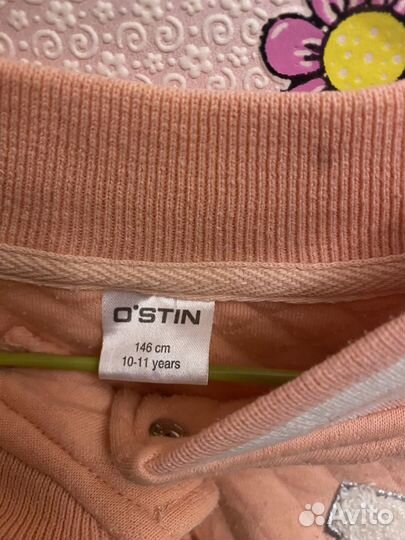 O'STIN
146 cm
10-11 years
Avito